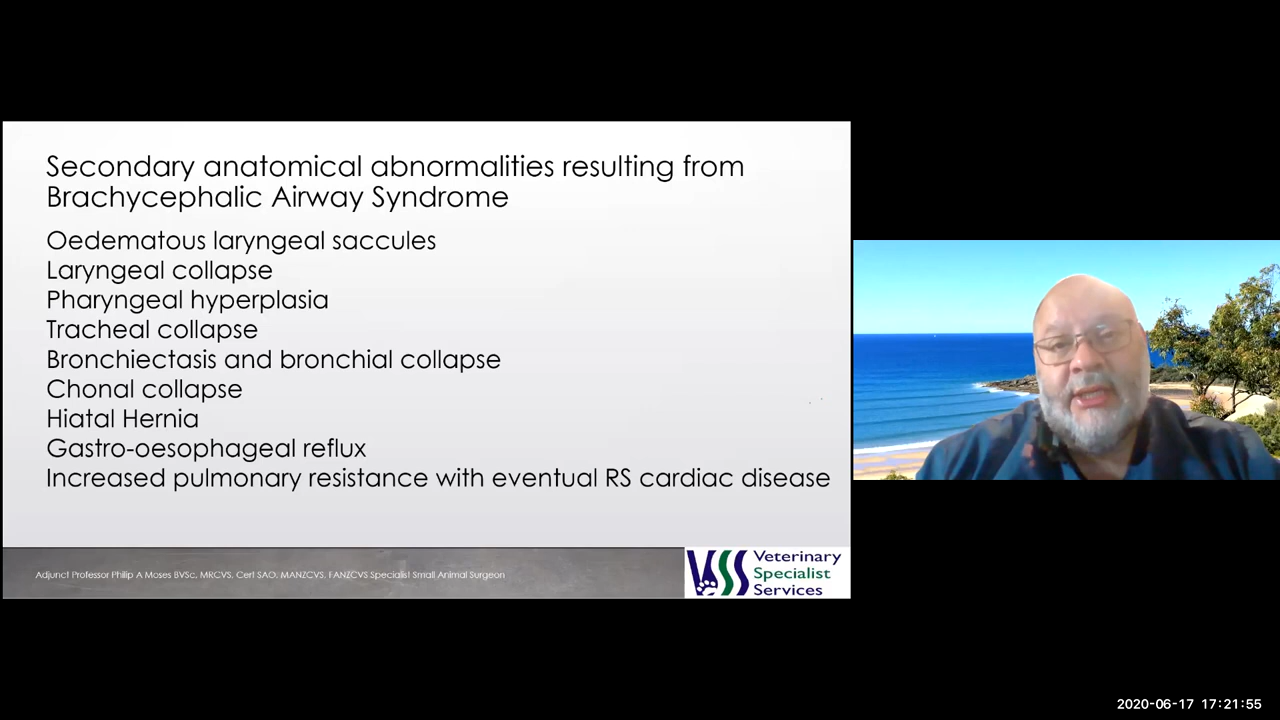 Secondary anatomical abnormalities resulting from
Brachycephalic Airway Syndrome
Oedematous laryngeal saccules
Laryngeal collapse
Pharyngeal hyperplasia
Tracheal collapse
Bronchiectasis and bronchial collapse
Chonal collapse
Hiatal Hernia
Gastro-oesophageal reflux
Increased pulmonary resistance with eventual RS cardiac disease
Adjunct Professor Philip A Moses BVSc, MRCVS, Cert SAO, MANZCVS, FANZCVS Specialist Small Animal Surgeon
VSS
Veterinary
Specialist
Services
2020-06-17 17:21:55